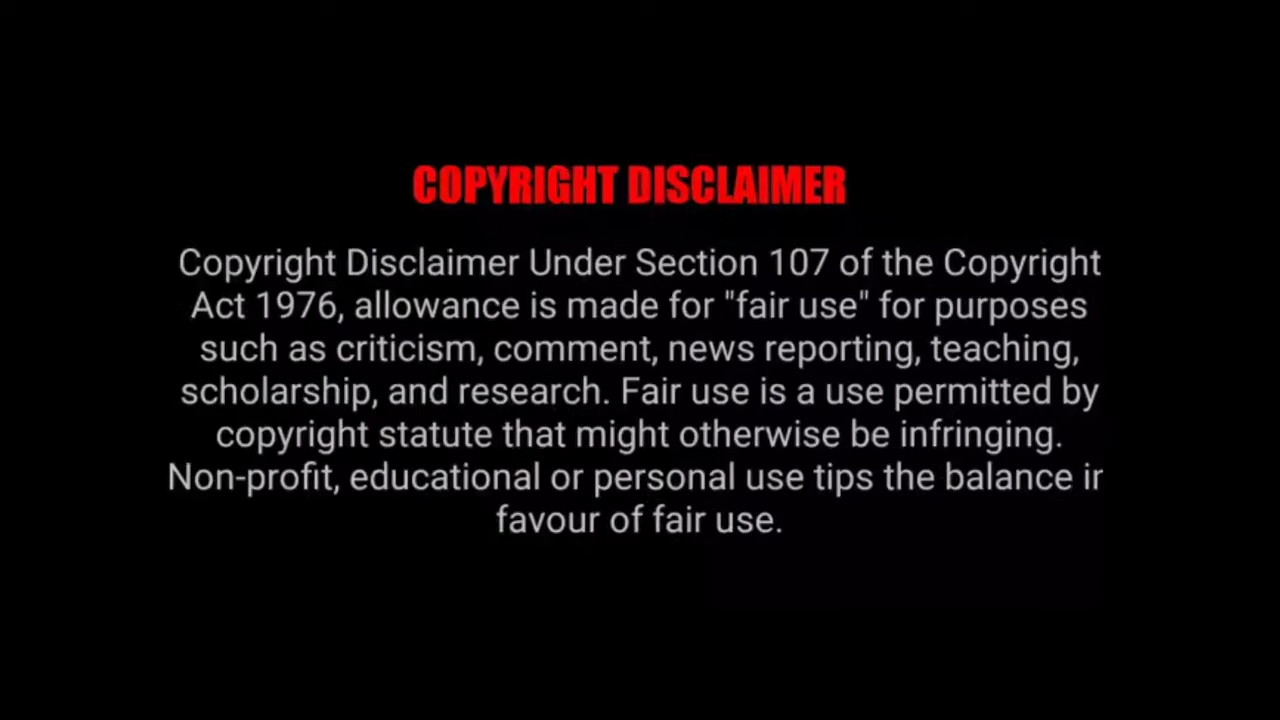 COPYRIGHT DISCLAIMER
Copyright Disclaimer Under Section 107 of the Copyright
Act 1976, allowance is made for "fair use" for purposes
such as criticism, comment, news reporting, teaching,
scholarship, and research. Fair use is a use permitted by
copyright statute that might otherwise be infringing.
Non-profit, educational or personal use tips the balance in
favour of fair use.